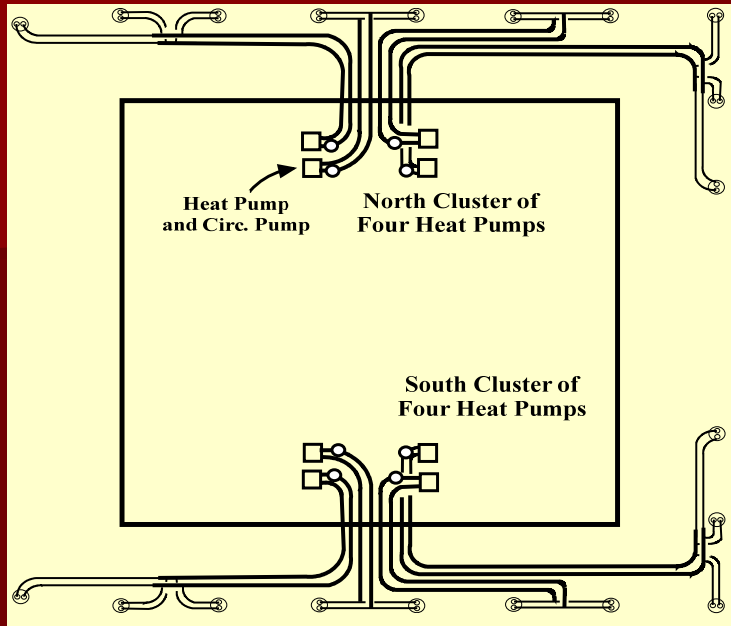 Heat Pump
and Circ. Pump
North Cluster of
Four Heat Pumps
South Cluster of
Four Heat Pumps